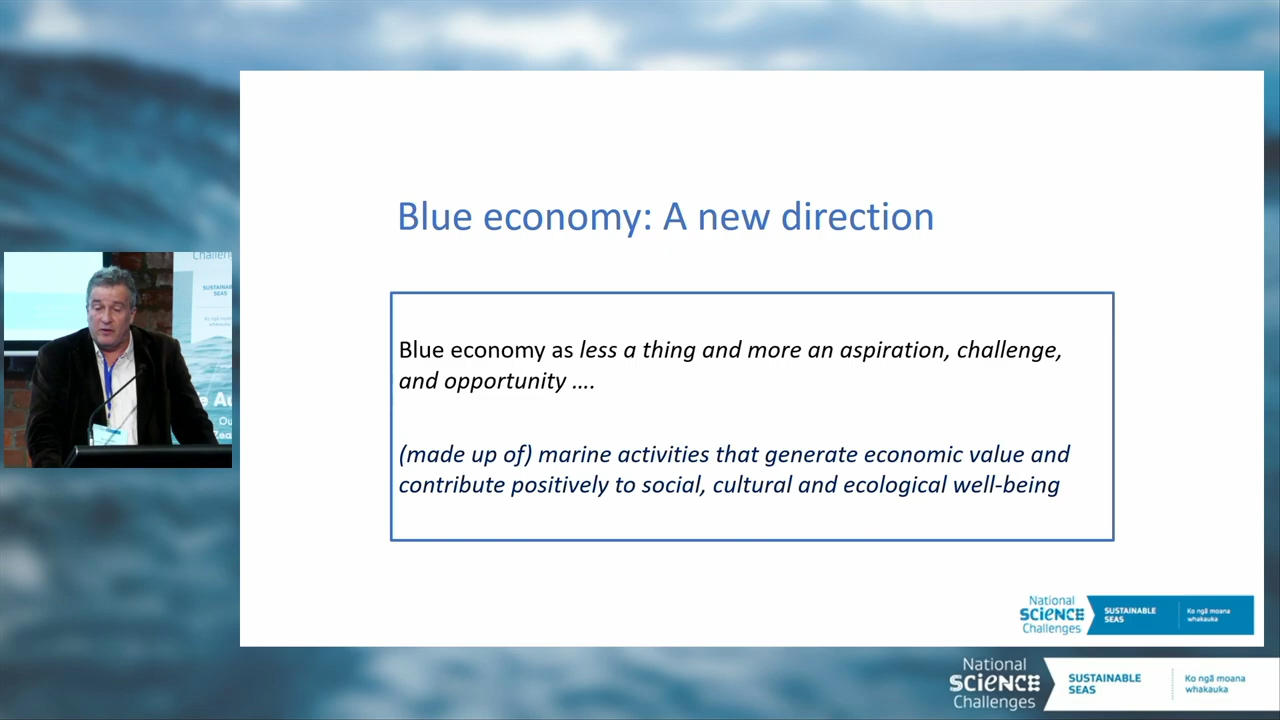 Blue economy: A new direction
Blue economy as less a thing and more an aspiration, challenge,
and opportunity ....
(made up of) marine activities that generate economic value and
contribute positively to social, cultural and ecological well-being
National
SCIENCE
Challenges
SUSTAINABLE
SEAS
Ko ngā moana
whakauka
SUSTAINAB
SEAS
National
SCIENCE
Challenges
SUSTAINABLE
SEAS
Ko ngā moana
whakauka